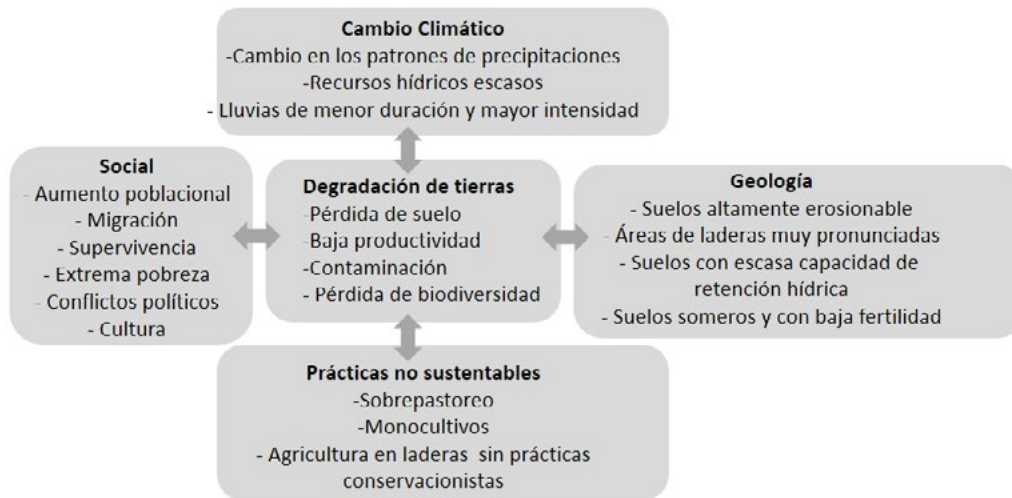 Cambio Climático
-Cambio en los patrones de precipitaciones
-Recursos hídricos escasos
- Lluvias de menor duración y mayor intensidad
Social
- Aumento poblacional
- Migración
- Supervivencia
- Extrema pobreza
- Conflictos políticos
- Cultura
Degradación de tierras
-Pérdida de suelo
-Baja productividad
-Contaminación
- Pérdida de biodiversidad
Geología
- Suelos altamente erosionable
- Áreas de laderas muy pronunciadas
- Suelos con escasa capacidad de
retención hídrica
- Suelos someros y con baja fertilidad
Prácticas no sustentables
-Sobrepastoreo
-Monocultivos
- Agricultura en laderas sin prácticas
conservacionistas